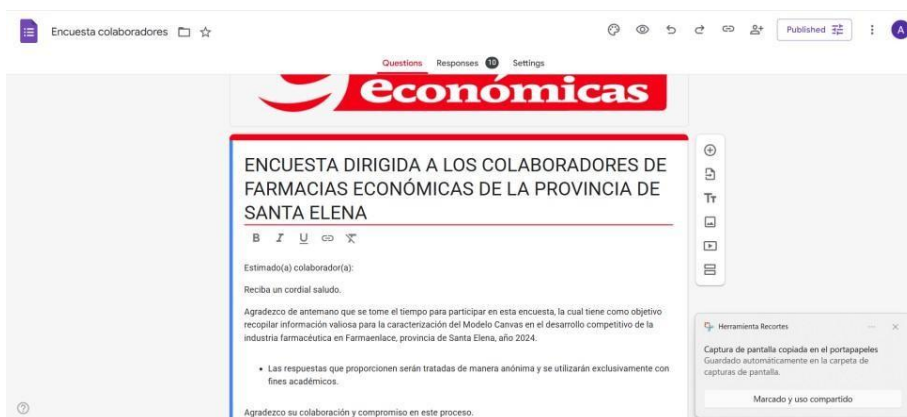 Encuesta colaboradores
Published
A
Questions Responses 10 Settings
económicas
ENCUESTA DIRIGIDA A LOS COLABORADORES DE
FARMACIAS ECONÓMICAS DE LA PROVINCIA DE
SANTA ELENA
B I U
Tт
Estimado(a) colaborador(a):
Reciba un cordial saludo.
Agradezco de antemano que se tome el tiempo para participar en esta encuesta, la cual tiene como objetivo
recopilar información valiosa para la caracterización del Modelo Canvas en el desarrollo competitivo de la
industria farmacéutica en Farmaenlace, provincia de Santa Elena, año 2024.
• Las respuestas que proporcionen serán tratadas de manera anónima y se utilizarán exclusivamente con
fines académicos.
Agradezco su colaboración y compromiso en este proceso.
Herramienta Recortes
Captura de pantalla copiada en el portapapeles
Guardado automáticamente en la carpeta de
capturas de pantalla.
Marcado y uso compartido